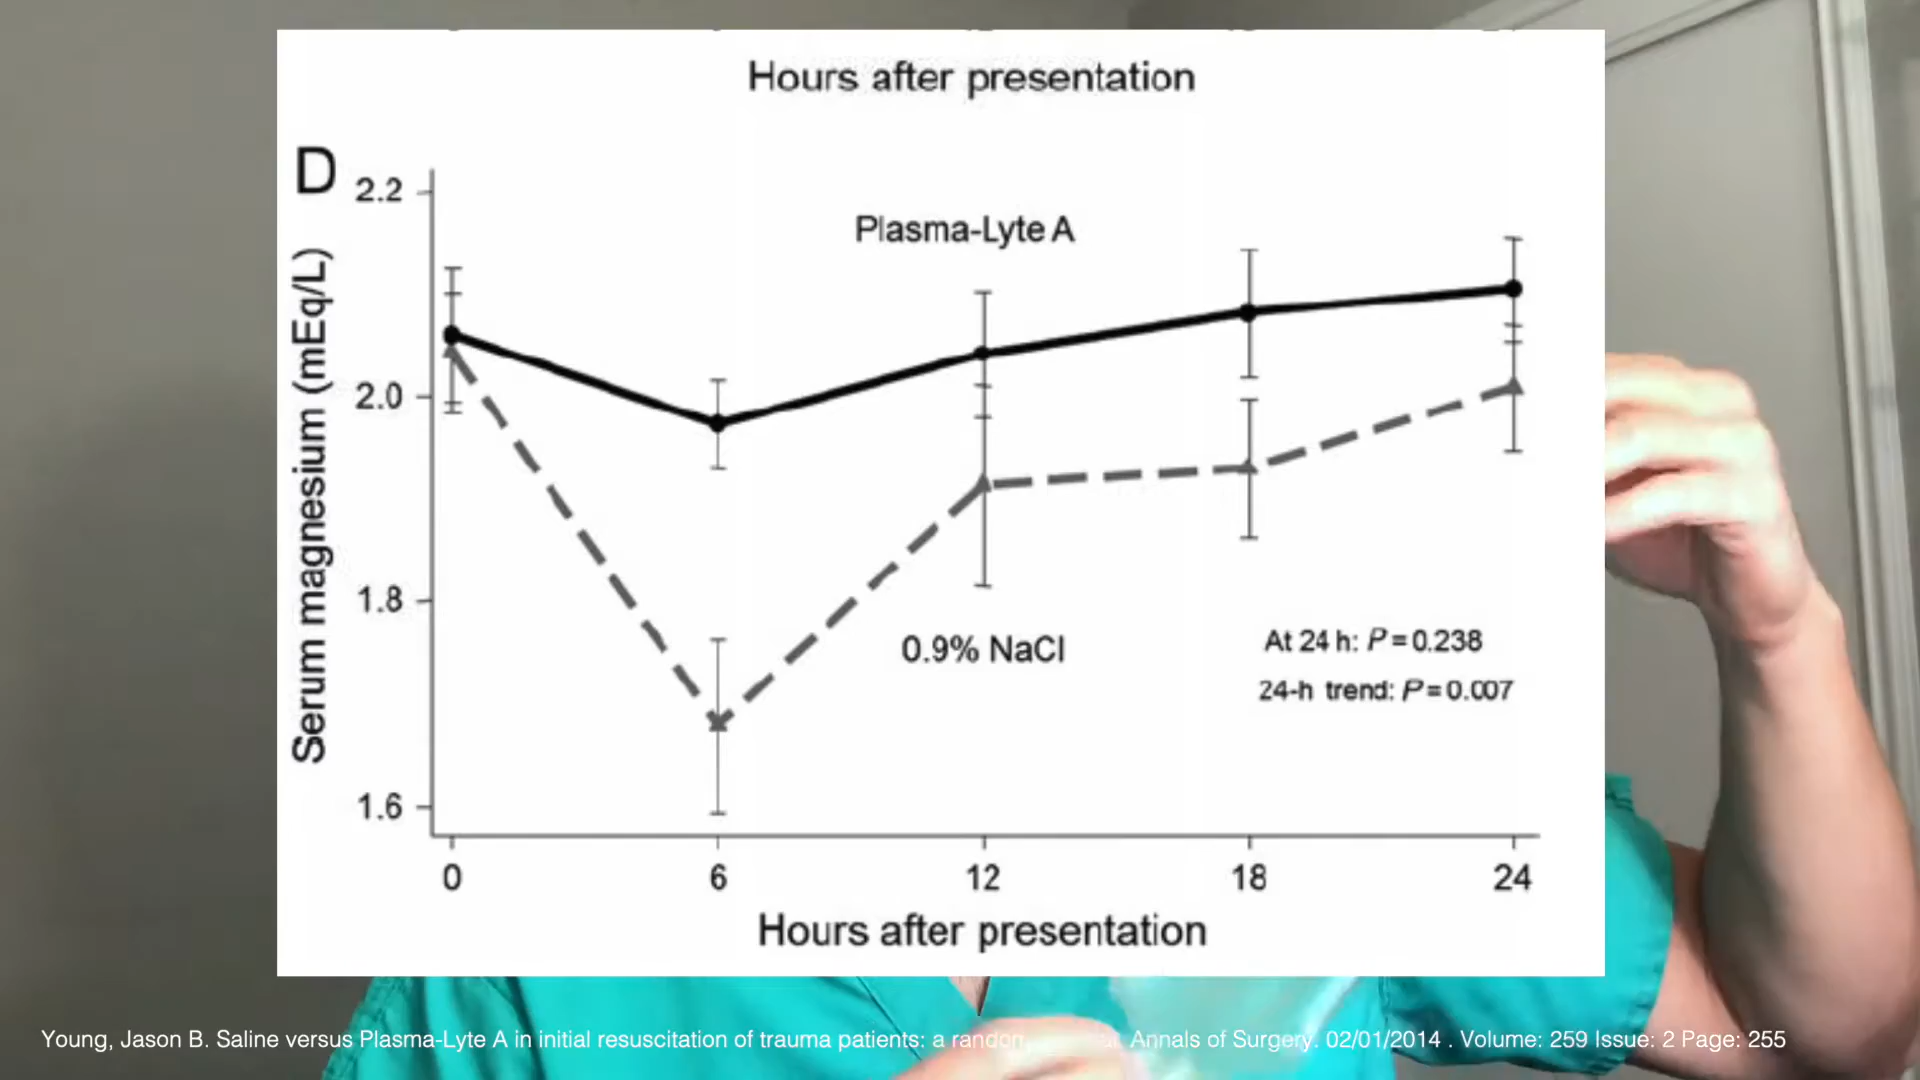 Hours after presentation
D
2.2
Plasma-Lyte A
Serum magnesium (mEq/L)
2.0
1.8
0.9% NaCl
At 24 h: P=0.238
24-h trend: P=0.007
1.6
0 6 12 18 24
Hours after presentation
Young, Jason B. Saline versus Plasma-Lyte A in initial resuscitation of trauma patients: a Annals of Surgery. 02/01/2014 . Volume: 259 Issue: 2 Page: 255